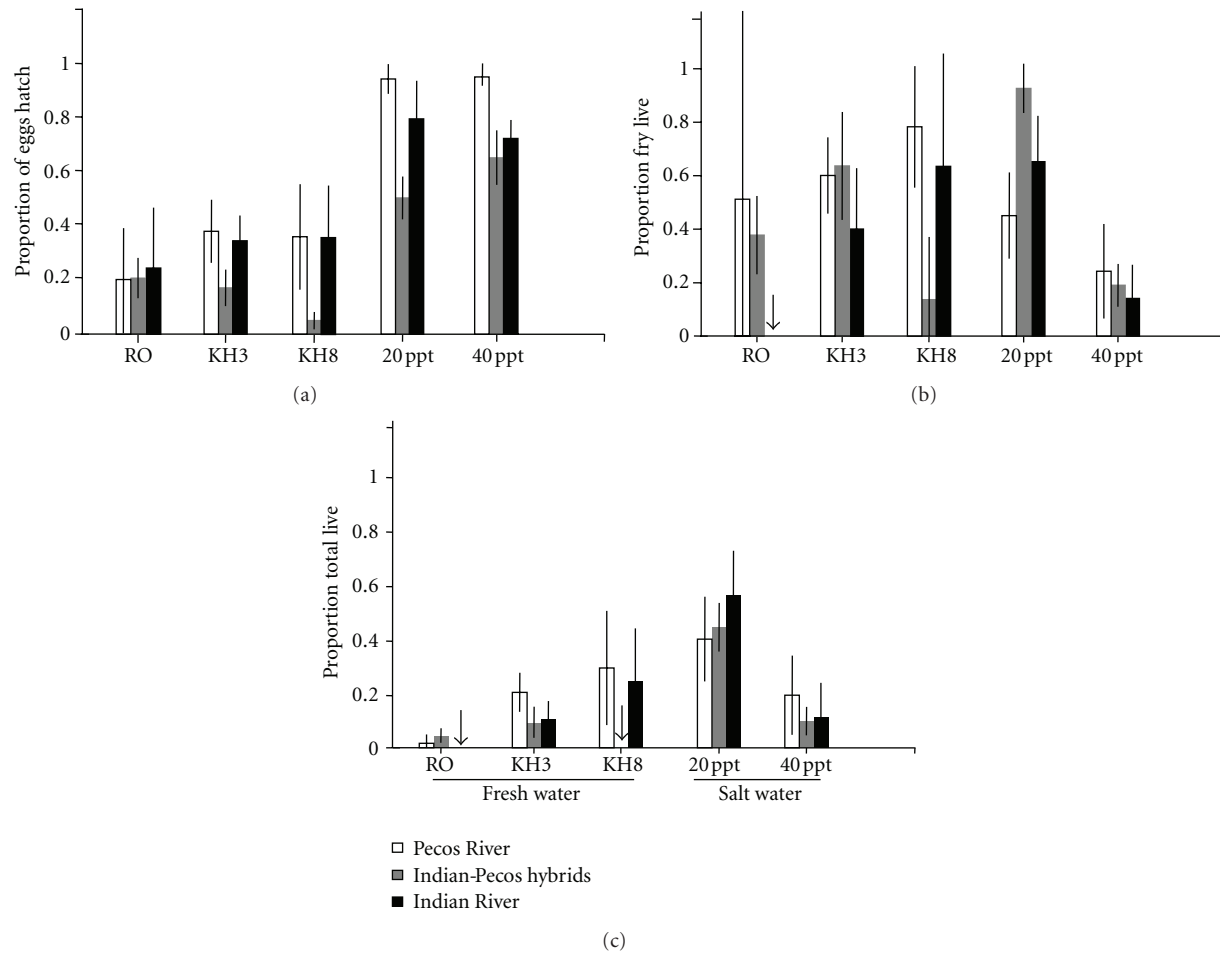 Proportion of eggs hatch
1
0.8
0.6
0.4
0.2
0
RO KH3 KH8 20 ppt 40 ppt
(a)
Proportion fry live
1
0.8
0.6
0.4
0.2
0
RO KH3 KH8 20 ppt 40 ppt
(b)
Proportion total live
1
0.8
0.6
0.4
0.2
0
RO KH3 KH8 20 ppt 40 ppt
Fresh water Salt water
Pecos River
Indian-Pecos hybrids
Indian River
(c)